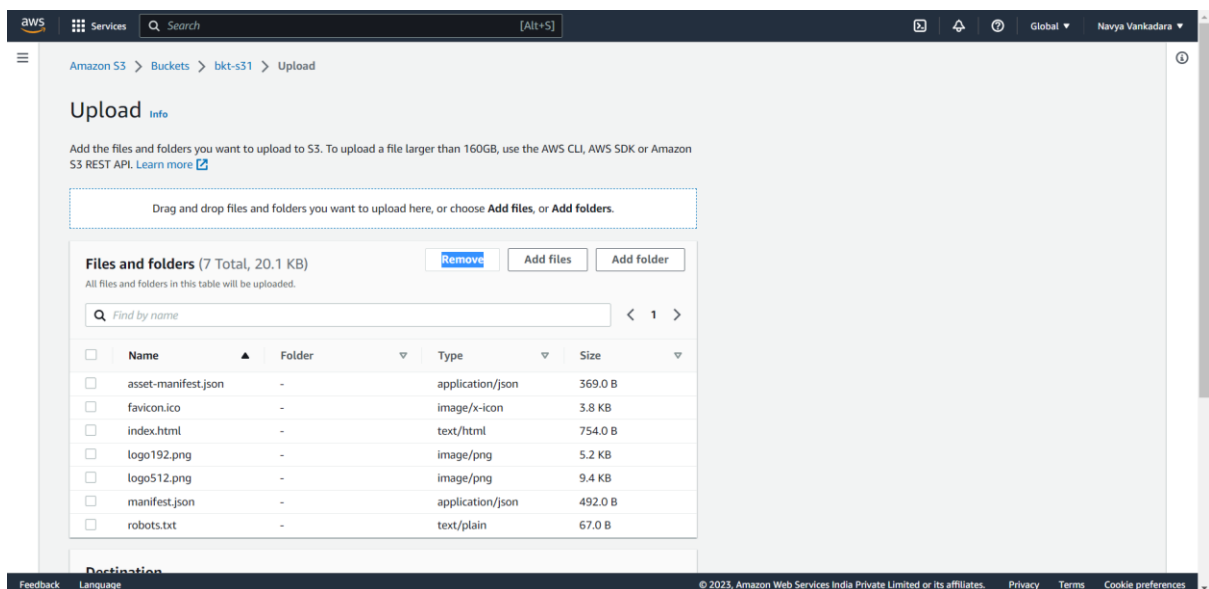 aws Services Search [Alt+S] Global Navya Vankadara
Amazon S3 > Buckets > bkt-s31 > Upload
Upload Info
Add the files and folders you want to upload to S3. To upload a file larger than 160GB, use the AWS CLI, AWS SDK or Amazon
S3 REST API. Learn more
Drag and drop files and folders you want to upload here, or choose Add files, or Add folders.
Files and folders (7 Total, 20.1 KB) Remove Add files Add folder
All files and folders in this table will be uploaded.
Find by name < 1 >
Name Folder Type Size
asset-manifest.json - application/json 369.0 B
favicon.ico - image/x-icon 3.8 KB
index.html - text/html 754.0 B
logo192.png - image/png 5.2 KB
logo512.png - image/png 9.4 KB
manifest.json - application/json 492.0 B
robots.txt - text/plain 67.0 B
Destination
Feedback Language © 2023, Amazon Web Services India Private Limited or its affiliates. Privacy Terms Cookie preferences